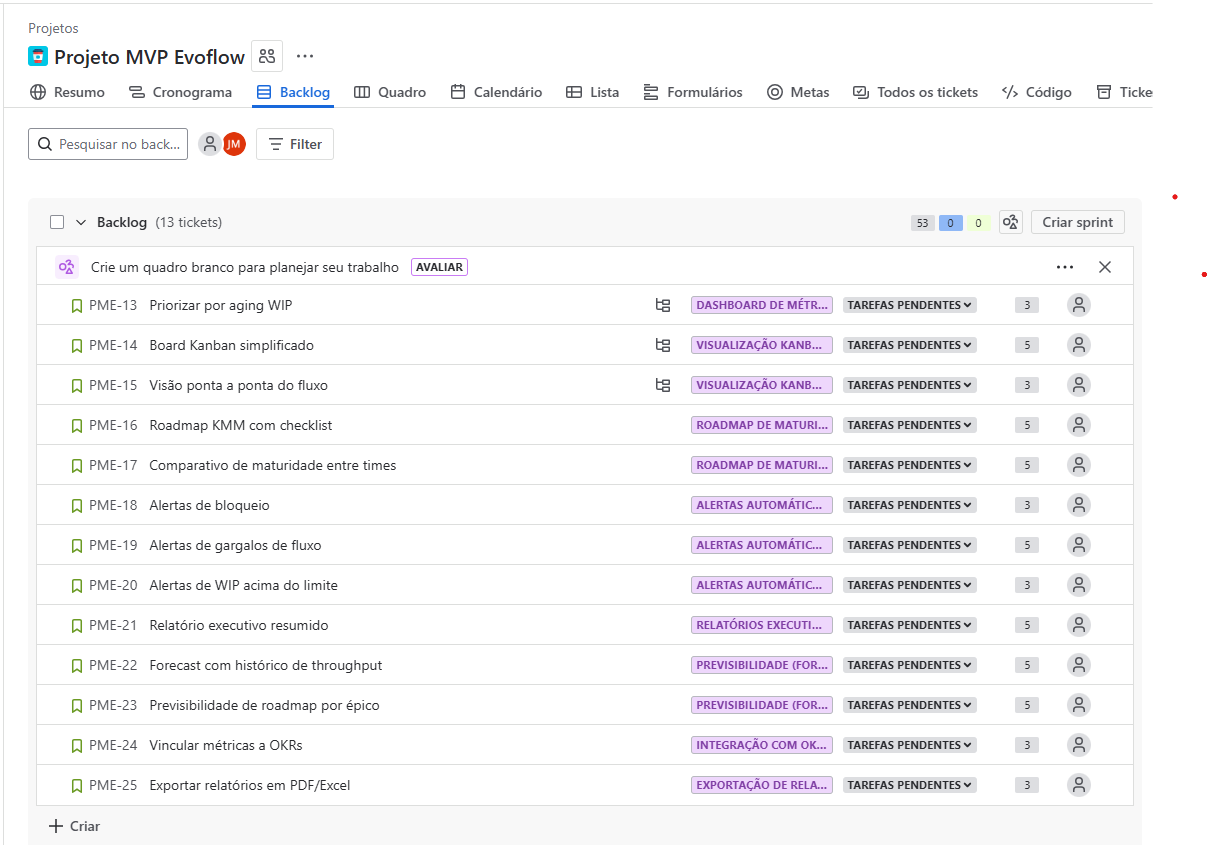 Projetos
Projeto MVP Evoflow
Resumo Cronograma Backlog Quadro Calendário Lista Formulários Metas Todos os tickets Código Ticke
Pesquisar no back... JM Filter
Backlog (13 tickets) 53 0 0 Criar sprint
Crie um quadro branco para planejar seu trabalho AVALIAR
PME-13 Priorizar por aging WIP DASHBOARD DE MÉTR... TAREFAS PENDENTES 3
PME-14 Board Kanban simplificado VISUALIZAÇÃO KANB... TAREFAS PENDENTES 5
PME-15 Visão ponta a ponta do fluxo VISUALIZAÇÃO KANB... TAREFAS PENDENTES 3
PME-16 Roadmap KMM com checklist ROADMAP DE MATURI... TAREFAS PENDENTES 5
PME-17 Comparativo de maturidade entre times ROADMAP DE MATURI... TAREFAS PENDENTES 5
PME-18 Alertas de bloqueio ALERTAS AUTOMÁTIC... TAREFAS PENDENTES 3
PME-19 Alertas de gargalos de fluxo ALERTAS AUTOMÁTIC... TAREFAS PENDENTES 5
PME-20 Alertas de WIP acima do limite ALERTAS AUTOMÁTIC... TAREFAS PENDENTES 3
PME-21 Relatório executivo resumido RELATÓRIOS EXECUTI... TAREFAS PENDENTES 5
PME-22 Forecast com histórico de throughput PREVISIBILIDADE (FOR... TAREFAS PENDENTES 5
PME-23 Previsibilidade de roadmap por épico PREVISIBILIDADE (FOR... TAREFAS PENDENTES 5
PME-24 Vincular métricas a OKRs INTEGRAÇÃO COM OK... TAREFAS PENDENTES 3
PME-25 Exportar relatórios em PDF/Excel EXPORTAÇÃO DE RELA... TAREFAS PENDENTES 3
Criar